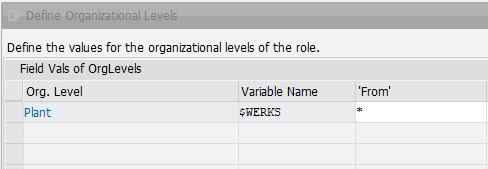 Define Organizational Levels
Define the values for the organizational levels of the role.
Field Vals of OrgLevels
Org. Level Variable Name 'From'
Plant $WERKS *